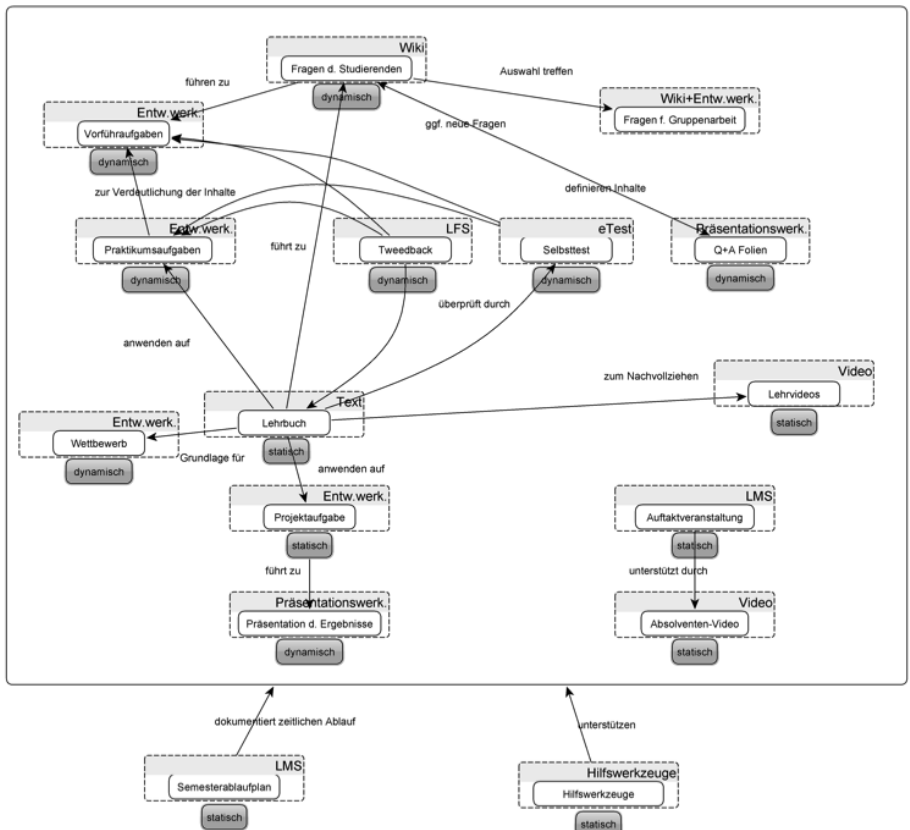 Wiki
Fragen d. Studierenden
dynamisch
führen zu
Auswahl treffen
Wiki+Entw.werk.
Fragen f. Gruppenarbeit
Entw.werk.
Vorführaufgaben
dynamisch
ggf. neue Fragen
zur Verdeutlichung der Inhalte
definieren Inhalte
Entw.werk.
Praktikumsaufgaben
dynamisch
führt zu
LFS
Tweedback
dynamisch
eTest
Selbsttest
dynamisch
Präsentationswerk.
Q+A Folien
dynamisch
überprüft durch
anwenden auf
zum Nachvollziehen
Video
Lehrvideos
statisch
Text
Lehrbuch
statisch
Entw.werk.
Wettbewerb
dynamisch
Grundlage für
anwenden auf
Entw.werk.
Projektaufgabe
statisch
LMS
Auftaktveranstaltung
statisch
führt zu
unterstützt durch
Präsentationswerk.
Präsentation d. Ergebnisse
dynamisch
Video
Absolventen-Video
statisch
dokumentiert zeitlichen Ablauf
unterstützen
LMS
Semesterablaufplan
statisch
Hilfswerkzeuge
Hilfswerkzeuge
statisch